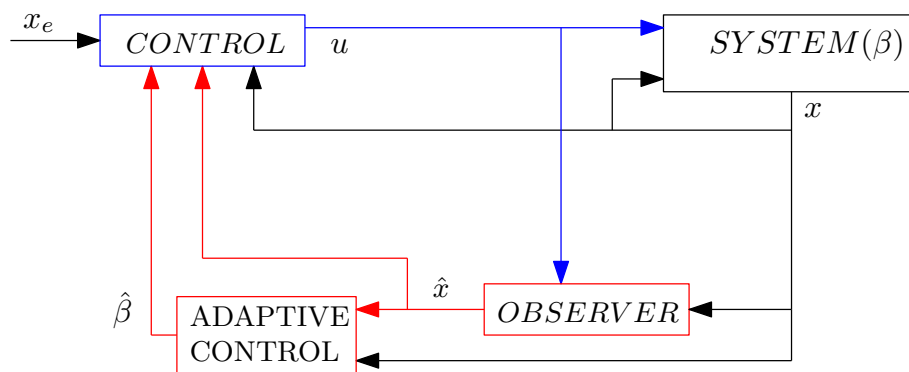 x_e
CONTROL
u
SYSTEM(β)
x
β̂
ADAPTIVE
CONTROL
x̂
OBSERVER